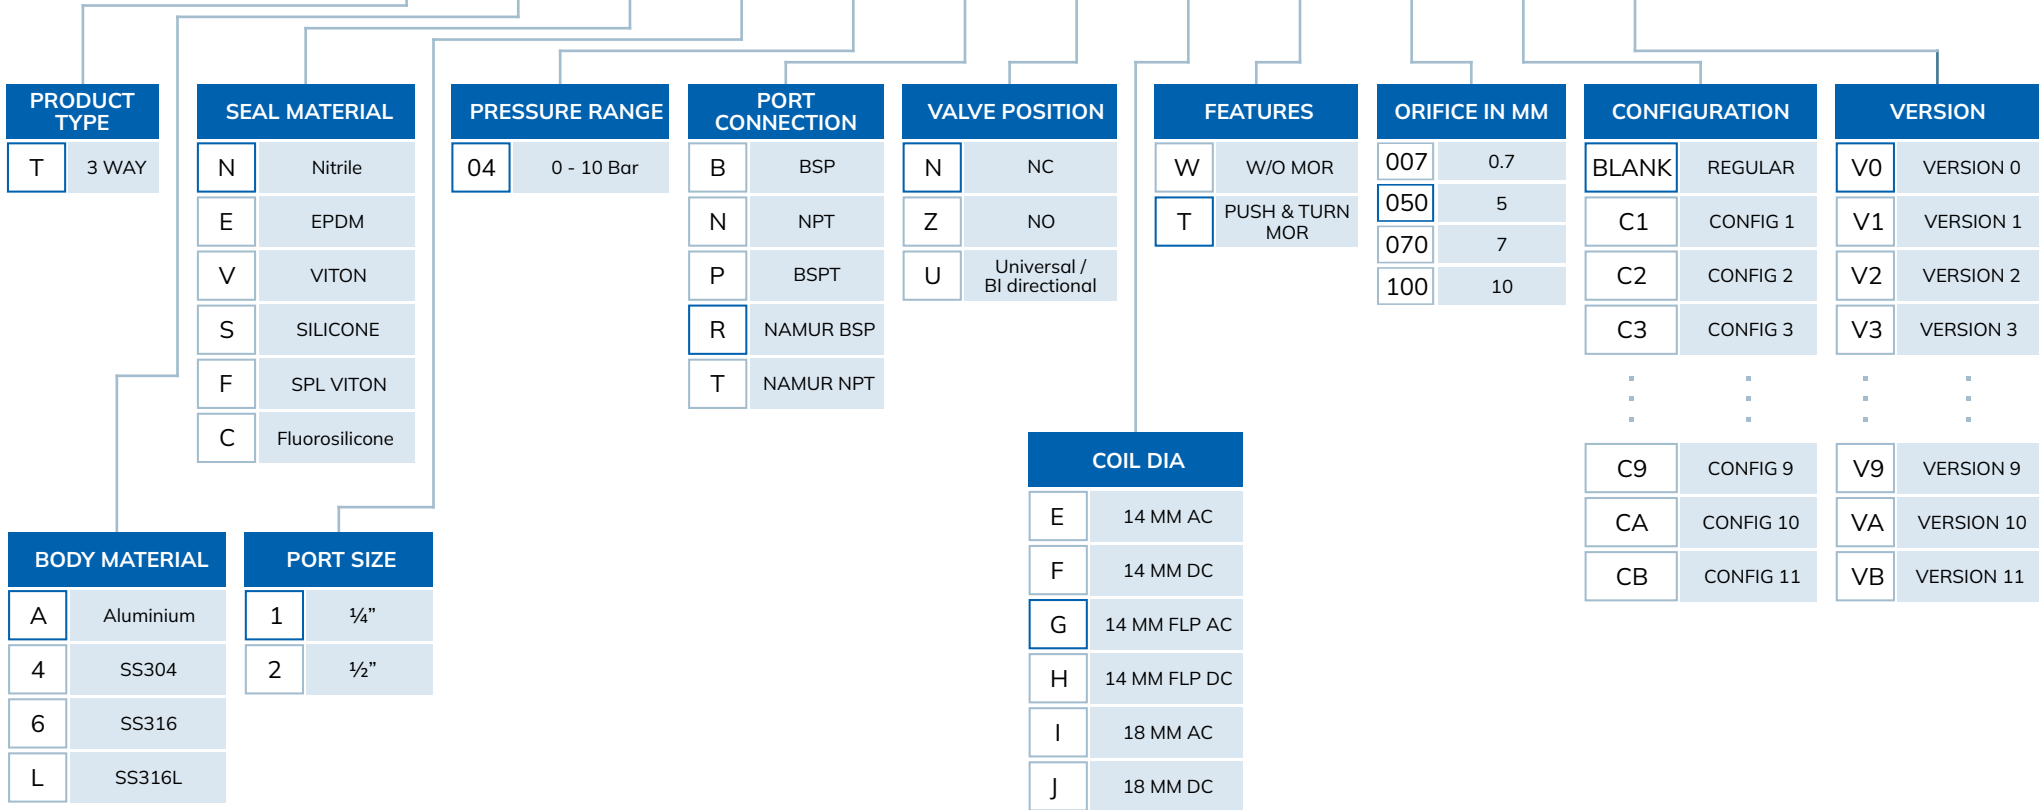 PRODUCT
TYPE
T 3 WAY
SEAL MATERIAL
N Nitrile
E EPDM
V VITON
S SILICONE
F SPL VITON
C Fluorosilicone
PRESSURE RANGE
04 0 - 10 Bar
PORT
CONNECTION
B BSP
N NPT
P BSPT
R NAMUR BSP
T NAMUR NPT
VALVE POSITION
N NC
Z NO
U Universal /
BI directional
FEATURES
W W/O MOR
T PUSH & TURN
MOR
ORIFICE IN MM
007 0.7
050 5
070 7
100 10
CONFIGURATION
BLANK REGULAR
C1 CONFIG 1
C2 CONFIG 2
C3 CONFIG 3
C9 CONFIG 9
CA CONFIG 10
CB CONFIG 11
VERSION
V0 VERSION 0
V1 VERSION 1
V2 VERSION 2
V3 VERSION 3
V9 VERSION 9
VA VERSION 10
VB VERSION 11
COIL DIA
E 14 MM AC
F 14 MM DC
G 14 MM FLP AC
H 14 MM FLP DC
I 18 MM AC
J 18 MM DC
BODY MATERIAL
A Aluminium
4 SS304
6 SS316
L SS316L
PORT SIZE
1 ¼”
2 ½”